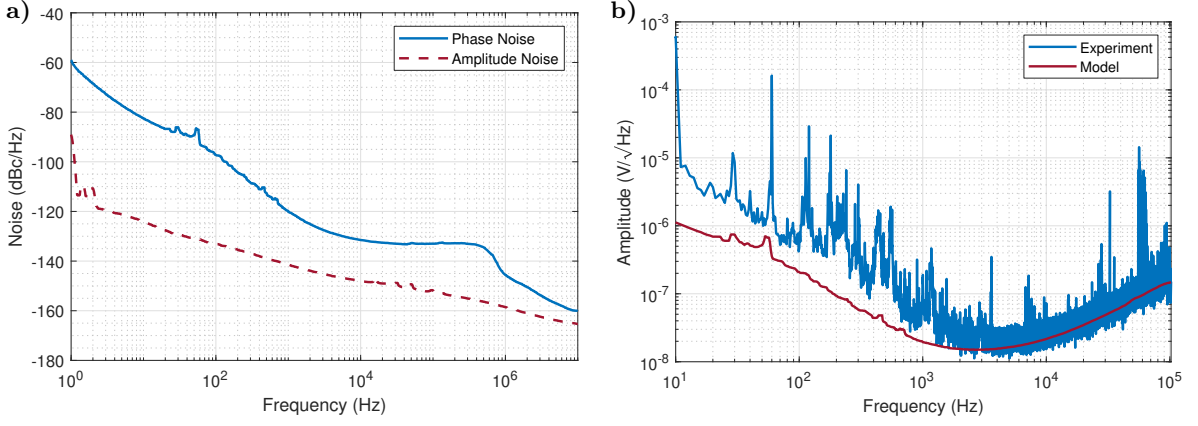 a)
-40
-60
-80
-100
-120
-140
-160
-180
Noise (dBc/Hz)
10^0
10^2
10^4
10^6
Frequency (Hz)
Phase Noise
Amplitude Noise
b)
10^-3
10^-4
10^-5
10^-6
10^-7
10^-8
Amplitude (V/√Hz)
10^1
10^2
10^3
10^4
10^5
Frequency (Hz)
Experiment
Model